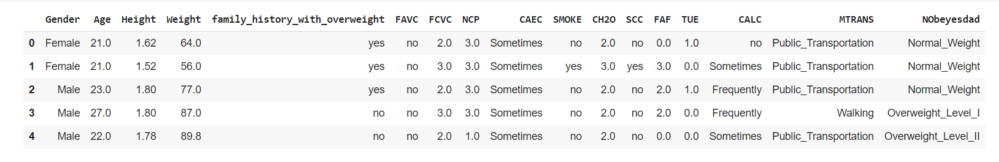 Gender Age Height Weight family_history_with_overweight FAVC FCVC NCP CAEC SMOKE CH2O SCC FAF TUE CALC MTRANS NObeyesdad
0 Female 21.0 1.62 64.0 yes no 2.0 3.0 Sometimes no 2.0 no 0.0 1.0 no Public_Transportation Normal_Weight
1 Female 21.0 1.52 56.0 yes no 3.0 3.0 Sometimes yes 3.0 yes 3.0 0.0 Sometimes Public_Transportation Normal_Weight
2 Male 23.0 1.80 77.0 yes no 2.0 3.0 Sometimes no 2.0 no 2.0 1.0 Frequently Public_Transportation Normal_Weight
3 Male 27.0 1.80 87.0 no no 3.0 3.0 Sometimes no 2.0 no 2.0 0.0 Frequently Walking Overweight_Level_I
4 Male 22.0 1.78 89.8 no no 2.0 1.0 Sometimes no 2.0 no 0.0 0.0 Sometimes Public_Transportation Overweight_Level_II